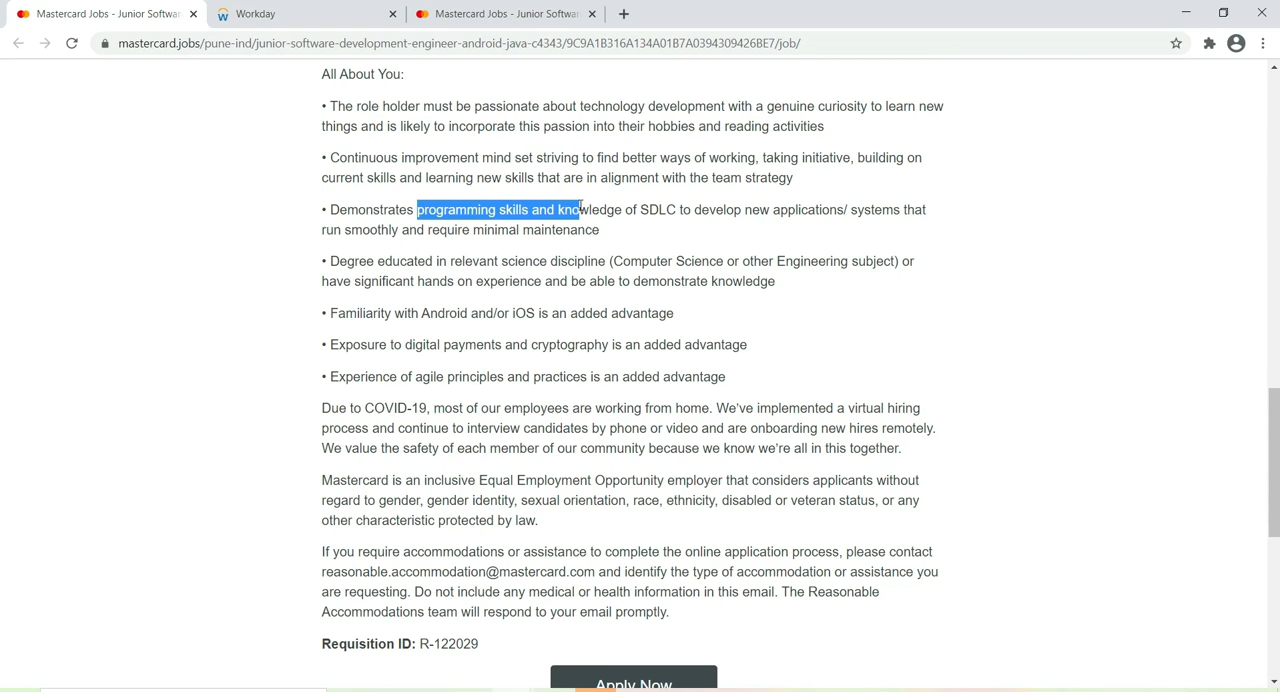 Mastercard Jobs - Junior Softwar
Workday
Mastercard Jobs - Junior Softwar
mastercard.jobs/pune-ind/junior-software-development-engineer-android-java-c4343/9C9A1B316A134A01B7A0394309426BE7/job/
All About You:
• The role holder must be passionate about technology development with a genuine curiosity to learn new
things and is likely to incorporate this passion into their hobbies and reading activities
• Continuous improvement mind set striving to find better ways of working, taking initiative, building on
current skills and learning new skills that are in alignment with the team strategy
• Demonstrates programming skills and knowledge of SDLC to develop new applications/ systems that
run smoothly and require minimal maintenance
• Degree educated in relevant science discipline (Computer Science or other Engineering subject) or
have significant hands on experience and be able to demonstrate knowledge
• Familiarity with Android and/or iOS is an added advantage
• Exposure to digital payments and cryptography is an added advantage
• Experience of agile principles and practices is an added advantage
Due to COVID-19, most of our employees are working from home. We've implemented a virtual hiring
process and continue to interview candidates by phone or video and are onboarding new hires remotely.
We value the safety of each member of our community because we know we're all in this together.
Mastercard is an inclusive Equal Employment Opportunity employer that considers applicants without
regard to gender, gender identity, sexual orientation, race, ethnicity, disabled or veteran status, or any
other characteristic protected by law.
If you require accommodations or assistance to complete the online application process, please contact
reasonable.accommodation@mastercard.com and identify the type of accommodation or assistance you
are requesting. Do not include any medical or health information in this email. The Reasonable
Accommodations team will respond to your email promptly.
Requisition ID: R-122029
Apply Now